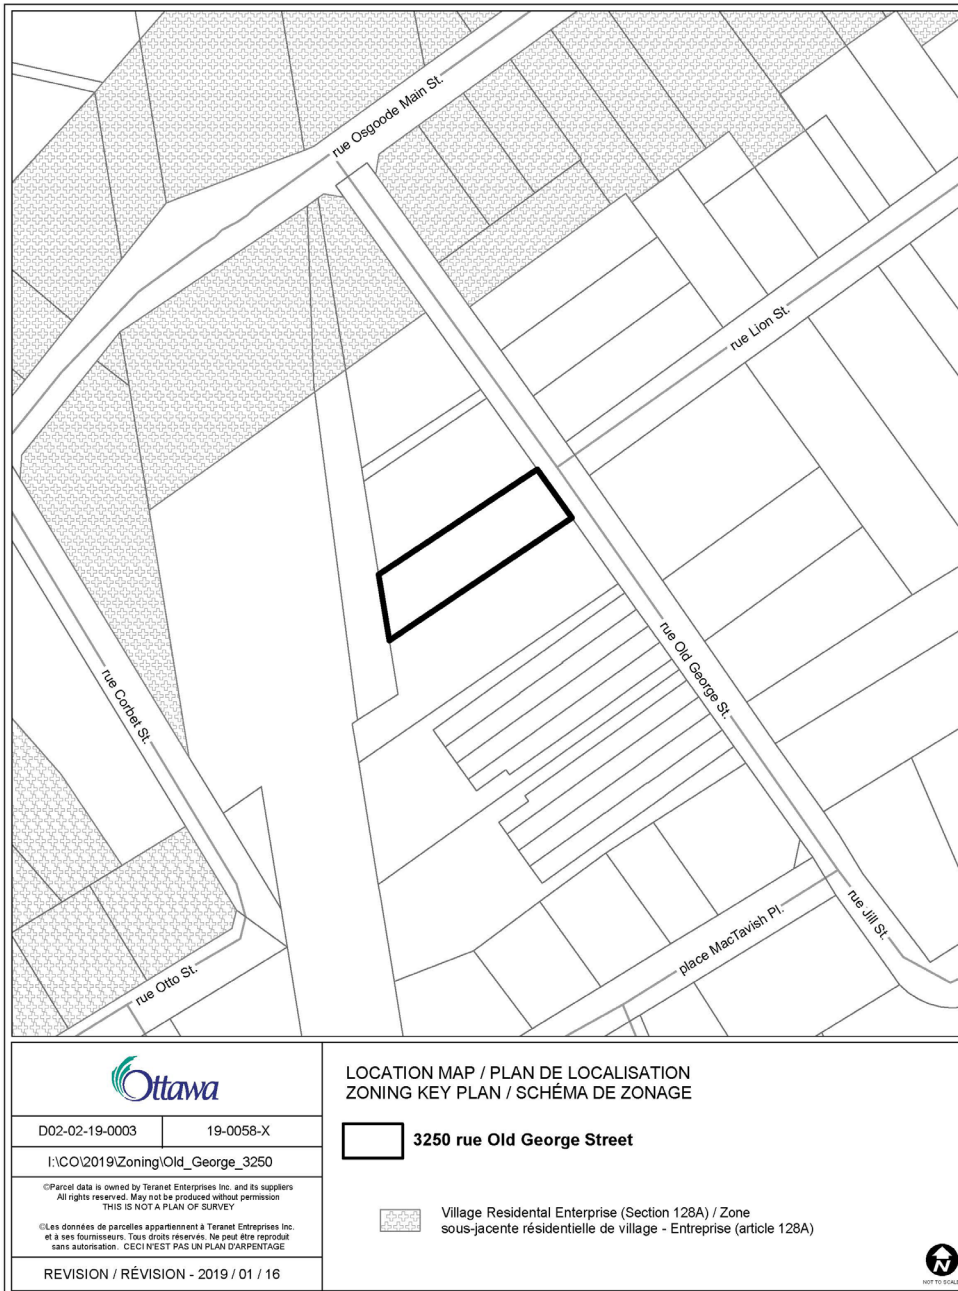 rue Osgoode Main St.
rue Lion St.
rue Old George St.
rue Corbet St.
rue Jill St.
place MacTavish Pl.
rue Otto St.
Ottawa
D02-02-19-0003
19-0058-X
I:\CO\2019\Zoning\Old_George_3250
©Parcel data is owned by Teranet Enterprises Inc. and its suppliers
All rights reserved. May not be produced without permission
THIS IS NOT A PLAN OF SURVEY
©Les données de parcelles appartiennent à Teranet Entreprises Inc.
et à ses fournisseurs. Tous droits réservés. Ne peut être reproduit
sans autorisation. CECI N'EST PAS UN PLAN D'ARPENTAGE
REVISION / RÉVISION - 2019 / 01 / 16
LOCATION MAP / PLAN DE LOCALISATION
ZONING KEY PLAN / SCHÉMA DE ZONAGE
3250 rue Old George Street
Village Residential Enterprise (Section 128A) / Zone
sous-jacente résidentielle de village - Entreprise (article 128A)
N
NOT TO SCALE